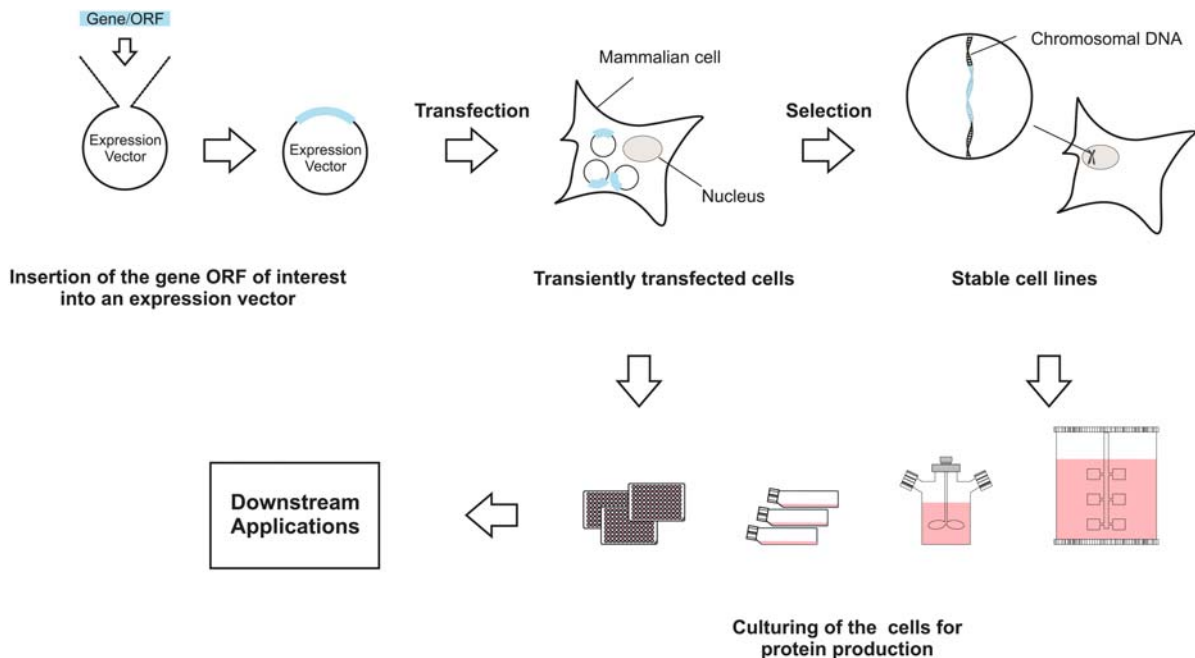 Gene/ORF
Expression
Vector
Expression
Vector
Transfection
Mammalian cell
Nucleus
Selection
Chromosomal DNA
Insertion of the gene ORF of interest
into an expression vector
Transiently transfected cells
Stable cell lines
Downstream
Applications
Culturing of the cells for
protein production